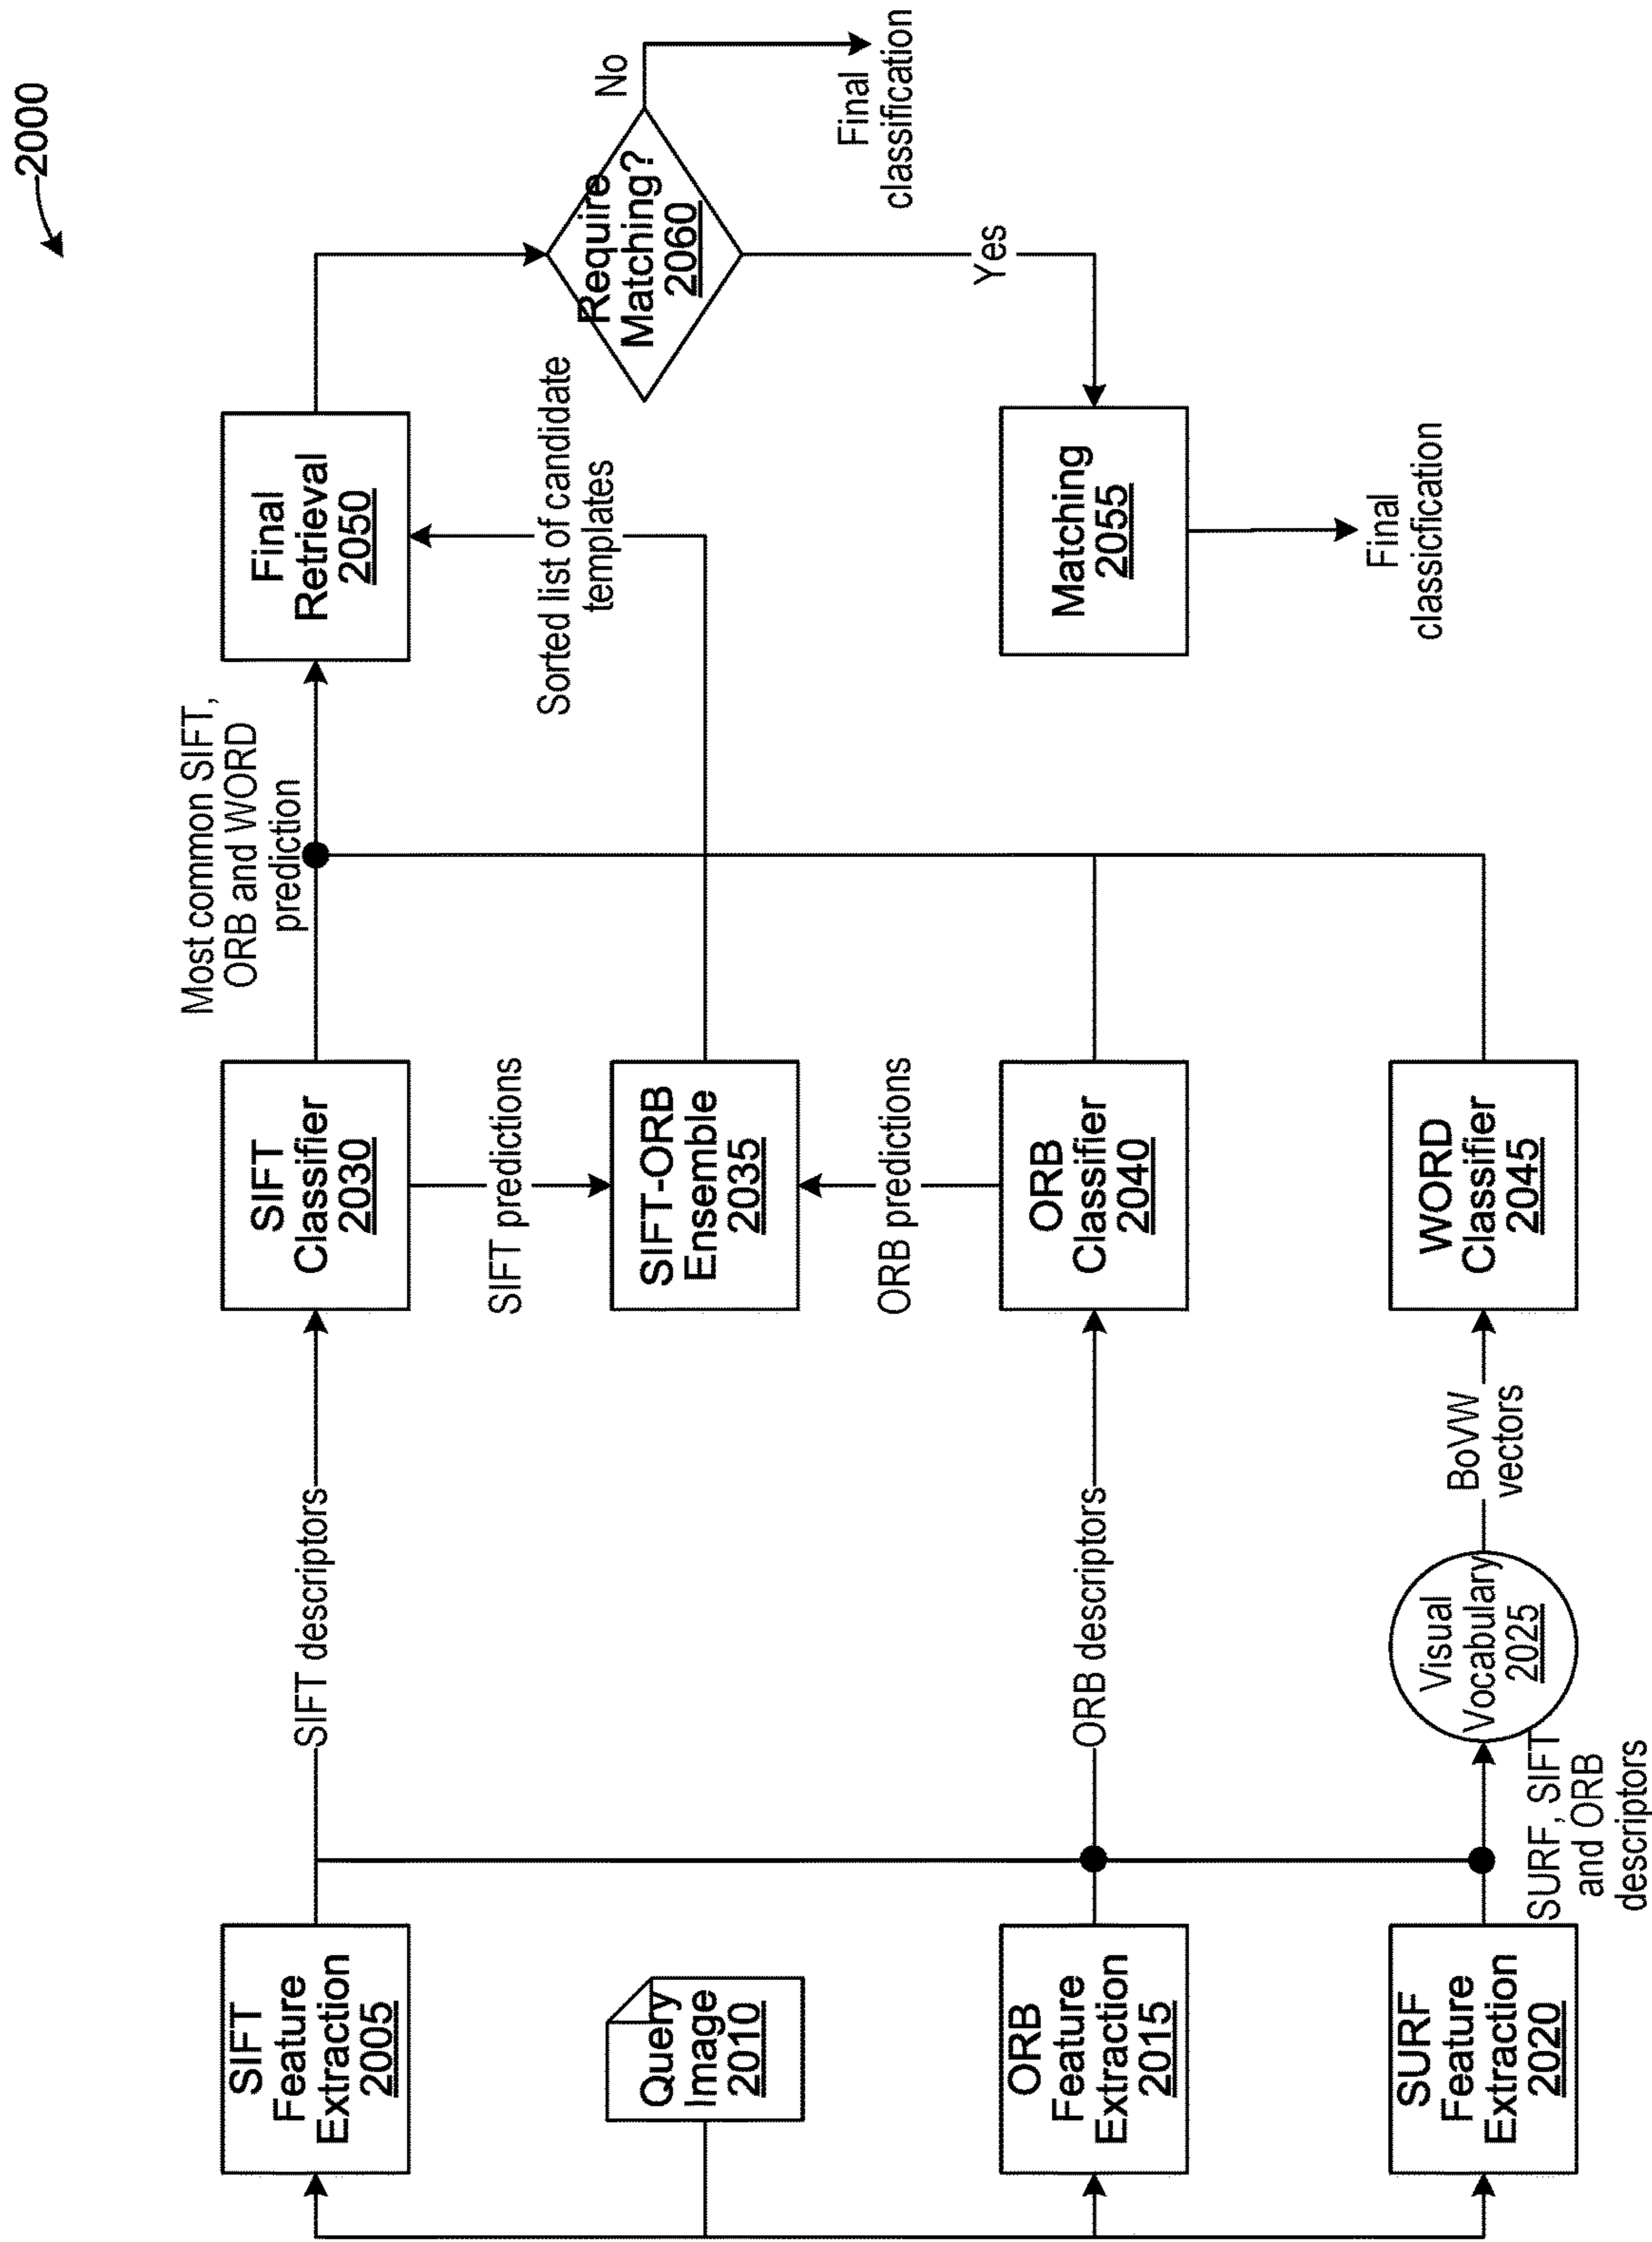 2000
SIFT
Feature
Extraction
2005
Query
Image
2010
ORB
Feature
Extraction
2015
SURF
Feature
Extraction
2020
SIFT descriptors
ORB descriptors
SURF, SIFT
and ORB
descriptors
Visual
Vocabulary
2025
BoVW
vectors
SIFT
Classifier
2030
SIFT predictions
SIFT-ORB
Ensemble
2035
ORB predictions
ORB
Classifier
2040
WORD
Classifier
2045
Most common SIFT,
ORB and WORD
prediction
Final
Retrieval
2050
Sorted list of candidate
templates
Require
Matching?
2060
No
Final
classification
Yes
Matching
2055
Final
classicfication